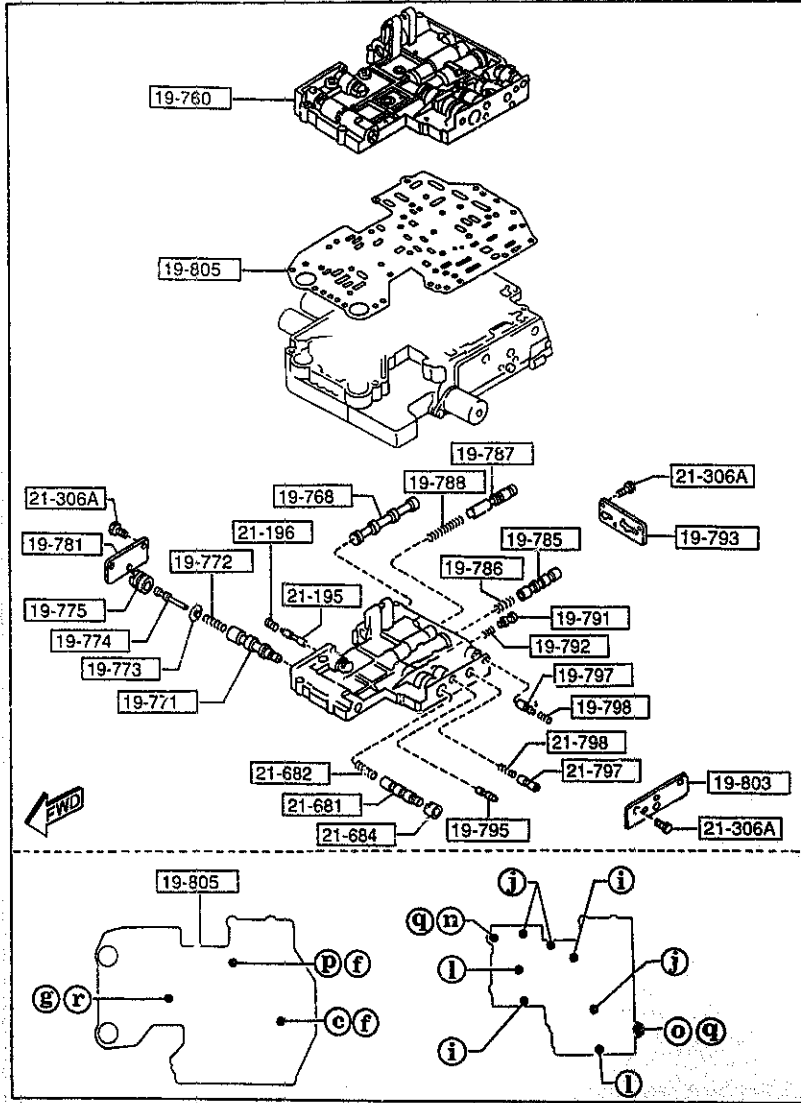 19-760
19-805
19-787
19-788
19-768
21-306A
21-306A
21-196
19-781
19-793
19-772
19-785
19-786
21-195
19-775
19-791
19-774
19-792
19-773
19-797
19-771
19-798
21-798
21-682
21-797
19-803
21-681
FWD
19-795
21-684
21-306A
19-805
j
i
q n
p f
l
j
g r
c f
i
o q
l